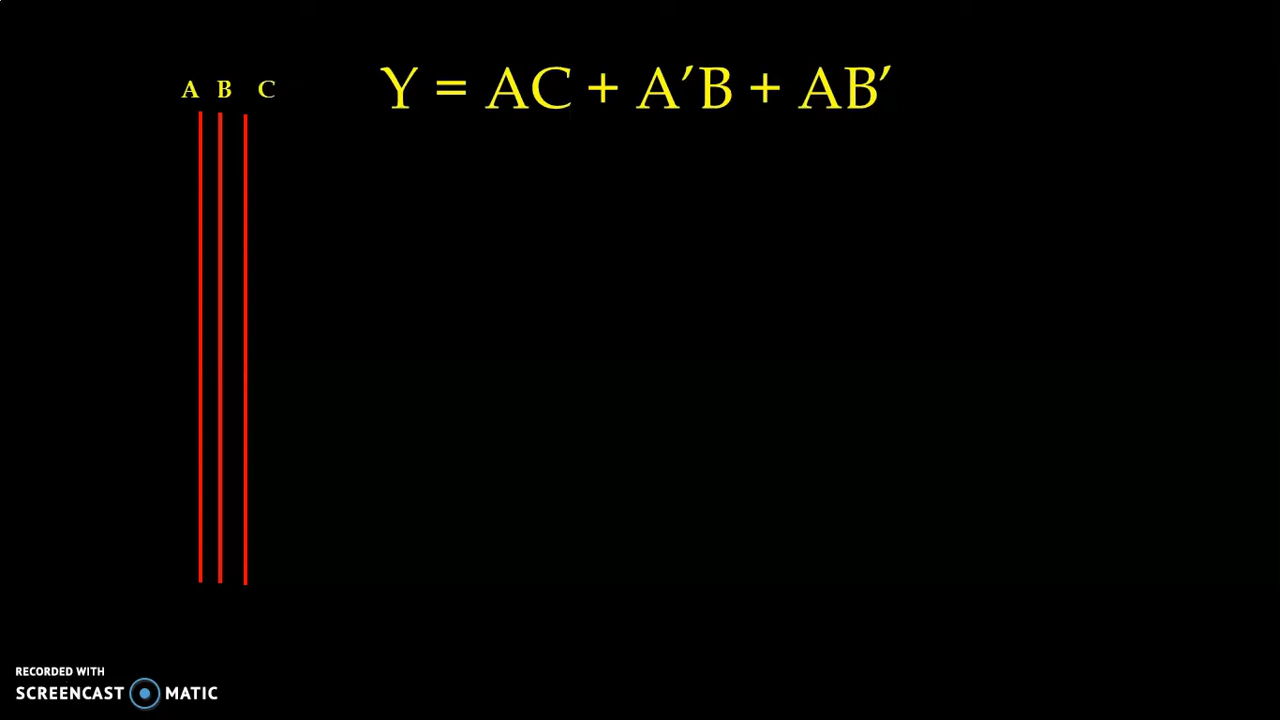 A B C
Y = AC + A′B + AB′
RECORDED WITH
SCREENCAST MATIC